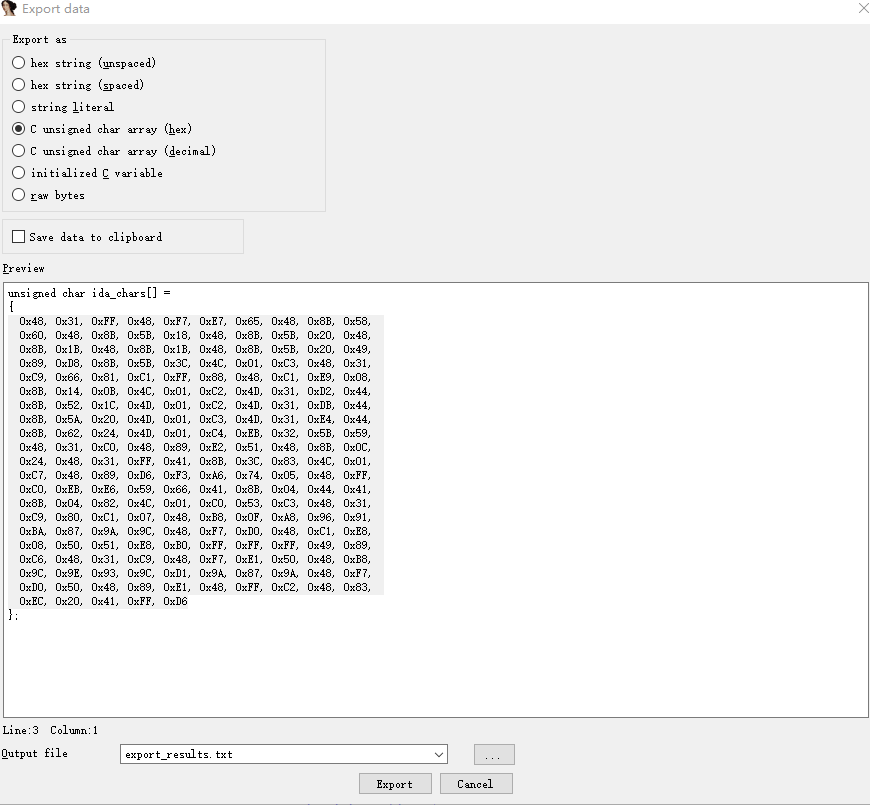 Export data
Export as
hex string (unspaced)
hex string (spaced)
string literal
C unsigned char array (hex)
C unsigned char array (decimal)
initialized C variable
raw bytes
Save data to clipboard
Preview
unsigned char ida_chars[] =
{
0x48, 0x31, 0xFF, 0x48, 0xF7, 0xE7, 0x65, 0x48, 0x8B, 0x58,
0x60, 0x48, 0x8B, 0x5B, 0x18, 0x48, 0x8B, 0x5B, 0x20, 0x48,
0x8B, 0x1B, 0x48, 0x8B, 0x1B, 0x48, 0x8B, 0x5B, 0x20, 0x49,
0x89, 0xD8, 0x8B, 0x5B, 0x3C, 0x4C, 0x01, 0xC3, 0x48, 0x31,
0xC9, 0x66, 0x81, 0xC1, 0xFF, 0x88, 0x48, 0xC1, 0xE9, 0x08,
0x8B, 0x14, 0x0B, 0x4C, 0x01, 0xC2, 0x4D, 0x31, 0xD2, 0x44,
0x8B, 0x52, 0x1C, 0x4D, 0x01, 0xC2, 0x4D, 0x31, 0xDB, 0x44,
0x8B, 0x5A, 0x20, 0x4D, 0x01, 0xC3, 0x4D, 0x31, 0xE4, 0x44,
0x8B, 0x62, 0x24, 0x4D, 0x01, 0xC4, 0xEB, 0x32, 0x5B, 0x59,
0x48, 0x31, 0xC0, 0x48, 0x89, 0xE2, 0x51, 0x48, 0x8B, 0x0C,
0x24, 0x48, 0x31, 0xFF, 0x41, 0x8B, 0x3C, 0x83, 0x4C, 0x01,
0xC7, 0x48, 0x89, 0xD6, 0xF3, 0xA6, 0x74, 0x05, 0x48, 0xFF,
0xC0, 0xEB, 0xE6, 0x59, 0x66, 0x41, 0x8B, 0x04, 0x44, 0x41,
0x8B, 0x04, 0x82, 0x4C, 0x01, 0xC0, 0x53, 0xC3, 0x48, 0x31,
0xC9, 0x80, 0xC1, 0x07, 0x48, 0xB8, 0x0F, 0xA8, 0x96, 0x91,
0xBA, 0x87, 0x9A, 0x9C, 0x48, 0xF7, 0xD0, 0x48, 0xC1, 0xE8,
0x08, 0x50, 0x51, 0xE8, 0xB0, 0xFF, 0xFF, 0xFF, 0x49, 0x89,
0xC6, 0x48, 0x31, 0xC9, 0x48, 0xF7, 0xE1, 0x50, 0x48, 0xB8,
0x9C, 0x9E, 0x93, 0x9C, 0xD1, 0x9A, 0x87, 0x9A, 0x48, 0xF7,
0xD0, 0x50, 0x48, 0x89, 0xE1, 0x48, 0xFF, 0xC2, 0x48, 0x83,
0xEC, 0x20, 0x41, 0xFF, 0xD6
};
Line:3 Column:1
Output file
export_results.txt
...
Export
Cancel